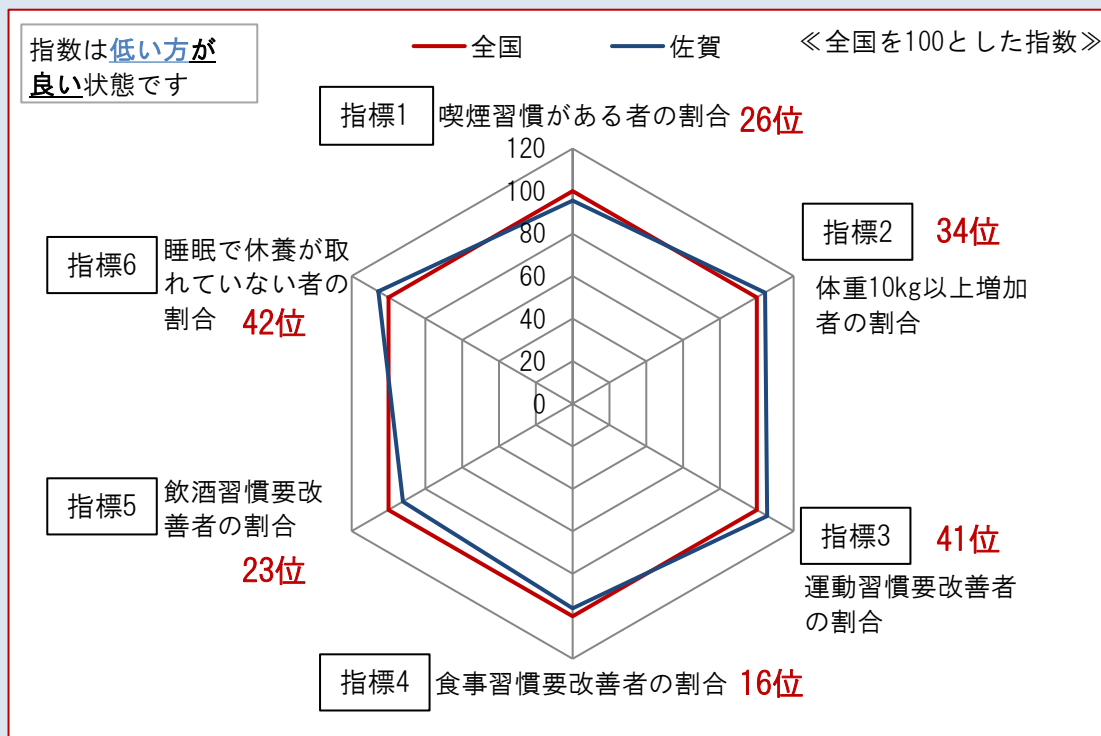 指数は低い方が
良い状態です
全国
佐賀
≪全国を100とした指数≫
指標1
喫煙習慣がある者の割合
26位
120
100
80
60
40
20
0
指標2
34位
体重10kg以上増加
者の割合
指標3
41位
運動習慣要改善者
の割合
指標4
食事習慣要改善者の割合
16位
指標5
飲酒習慣要改
善者の割合
23位
指標6
睡眠で休養が取
れていない者の
割合
42位